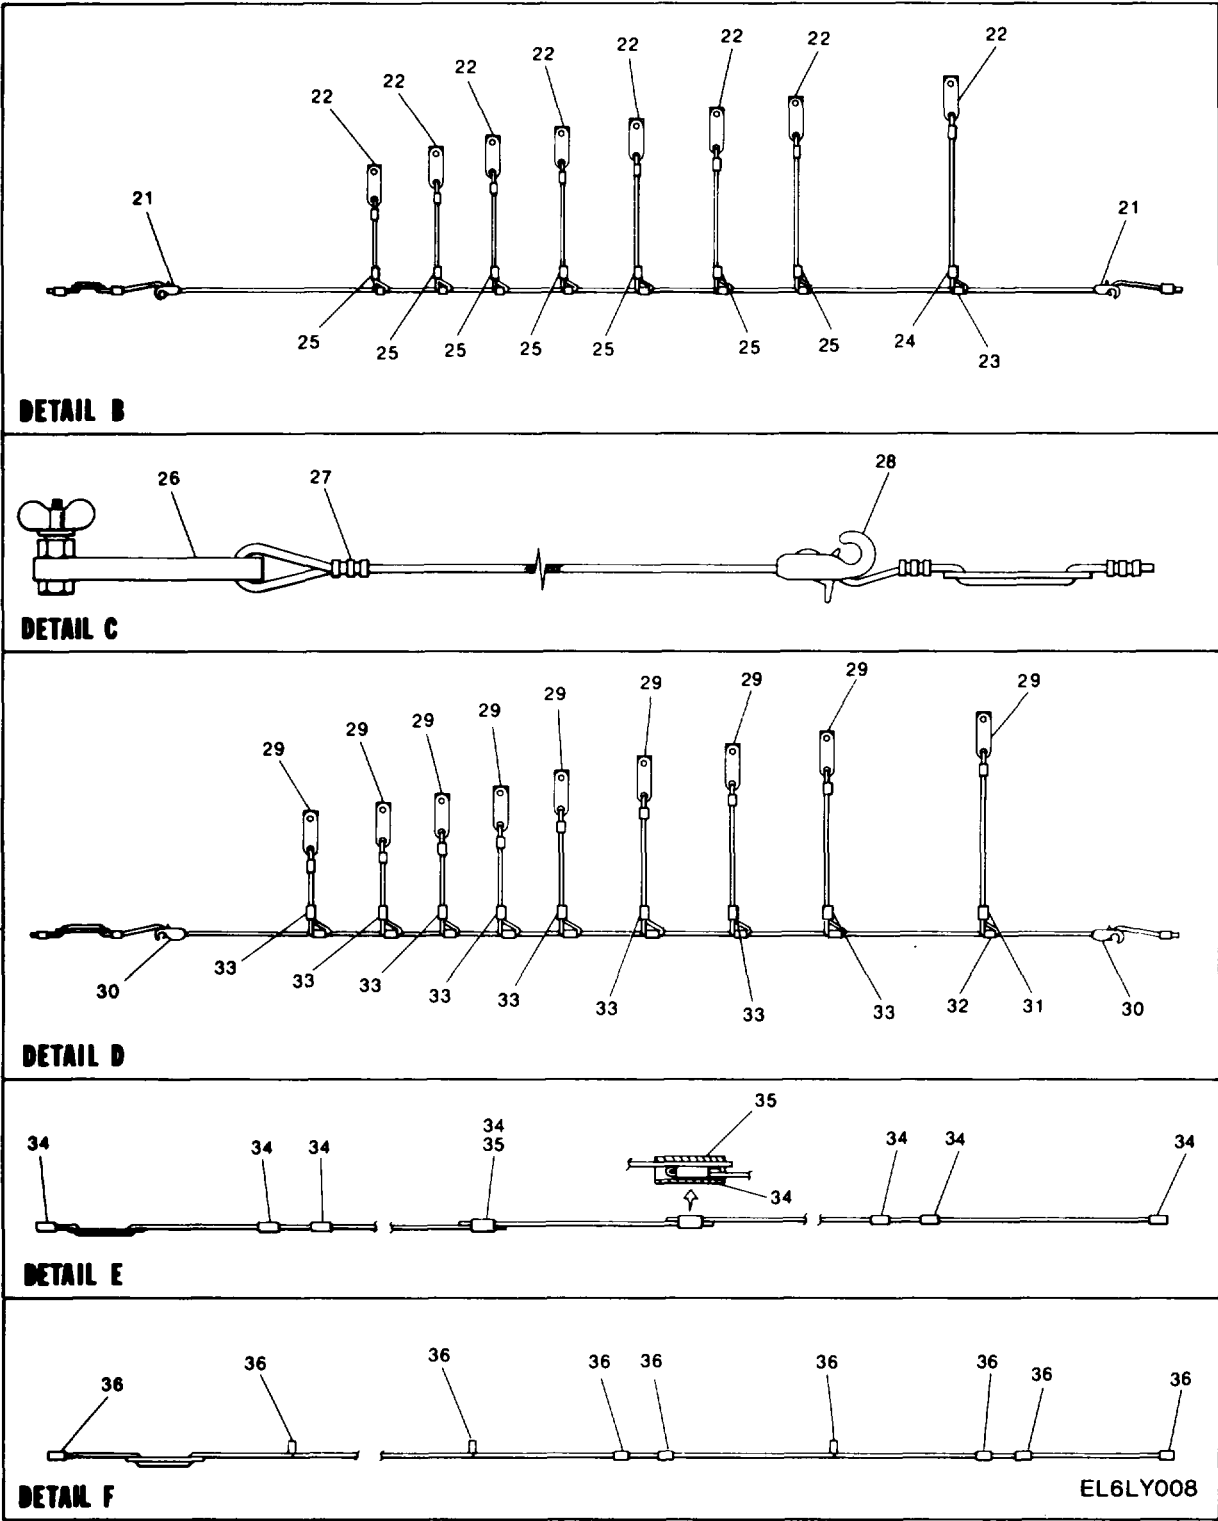 22 22 22 22 22 22 22 22
21 21
25 25 25 25 25 25 25 24 23
DETAIL B
26 27 28
DETAIL C
29 29 29 29 29 29 29 29 29
33 33 33 33 33 33 33 33 32 31
30 30
DETAIL D
35
34 34 34 34 34 34 34
35
34
DETAIL E
36 36 36 36 36 36 36 36 36
DETAIL F
EL6LY008